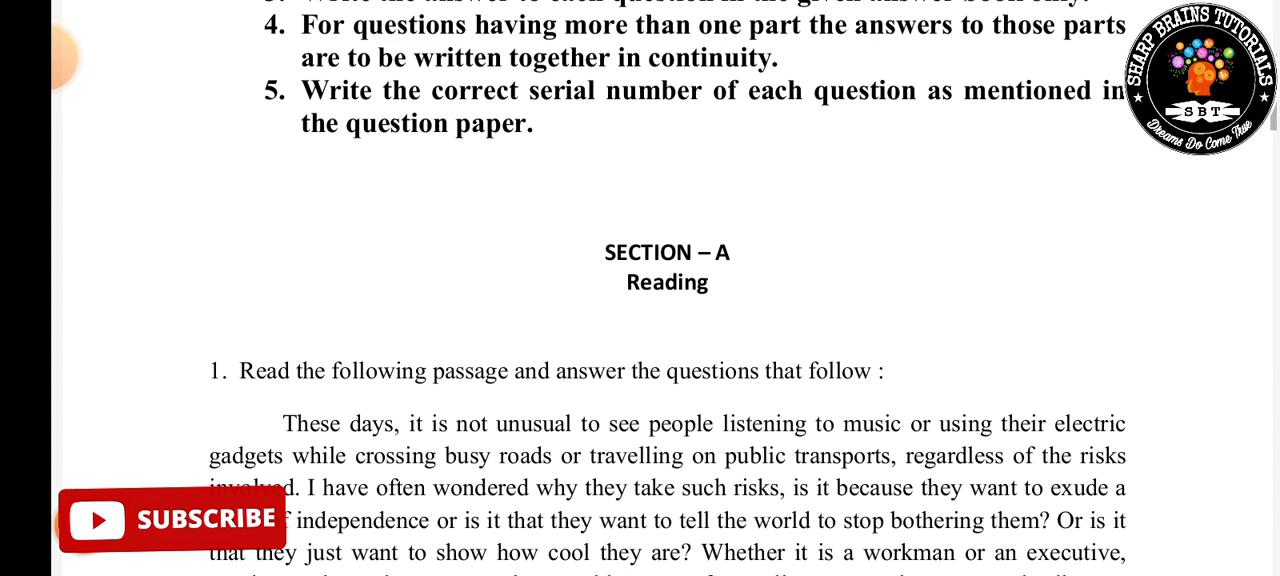 4. For questions having more than one part the answers to those parts
are to be written together in continuity.
5. Write the correct serial number of each question as mentioned in
the question paper.
SHARP BRAINS TUTORIALS
SBT
Dreams Do Come True
SECTION – A
Reading
1. Read the following passage and answer the questions that follow :
These days, it is not unusual to see people listening to music or using their electric
gadgets while crossing busy roads or travelling on public transports, regardless of the risks
involved. I have often wondered why they take such risks, is it because they want to exude a
independence or is it that they want to tell the world to stop bothering them? Or is it
that they just want to show how cool they are? Whether it is a workman or an executive,
SUBSCRIBE